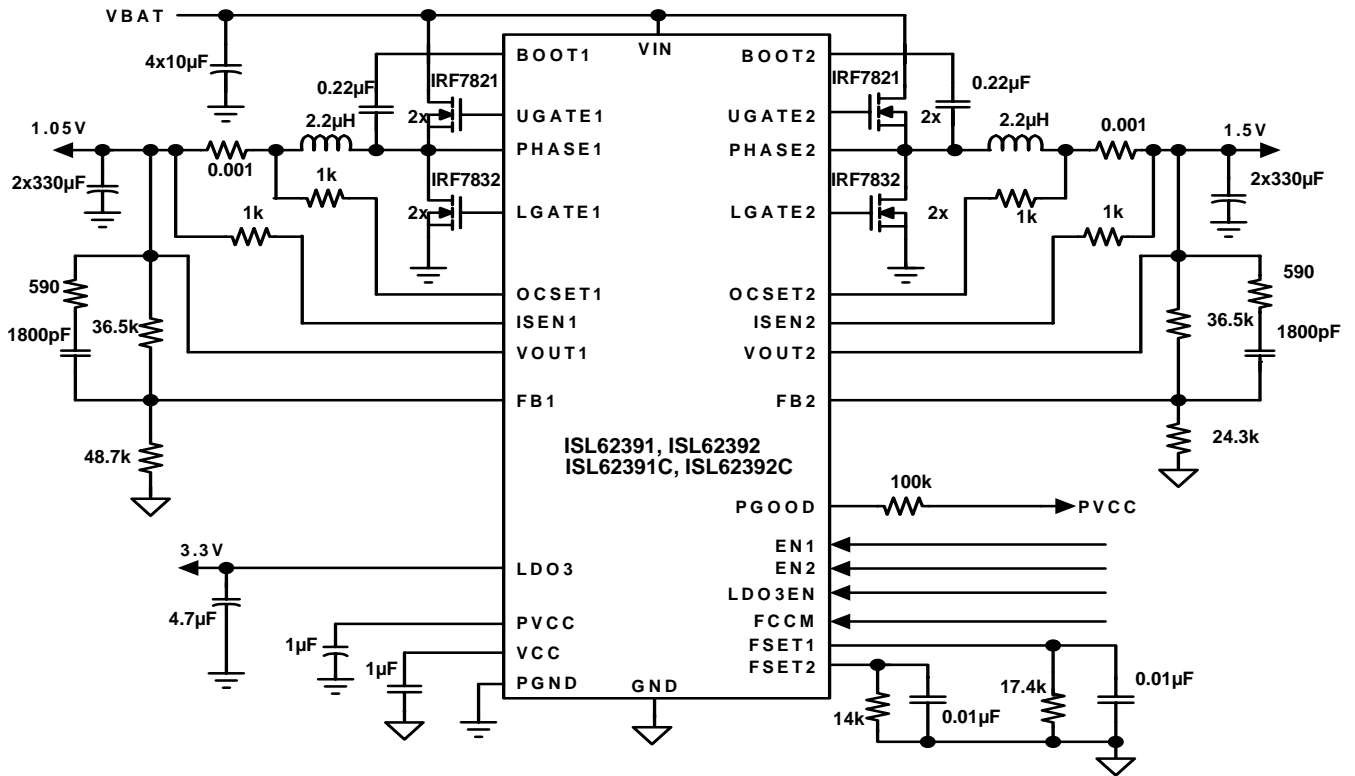 VBAT
VIN
4x10µF
0.22µF
IRF7821
2x
BOOT1
BOOT2
IRF7821
2x
0.22µF
UGATE1
UGATE2
1.05V
2.2µH
0.001
PHASE1
PHASE2
2.2µH
0.001
1.5V
2x330µF
1k
1k
IRF7832
2x
LGATE1
LGATE2
IRF7832
2x
1k
1k
2x330µF
590
1800pF
36.5k
OCSET1
ISEN1
VOUT1
FB1
OCSET2
ISEN2
VOUT2
FB2
590
36.5k
1800pF
48.7k
24.3k
ISL62391, ISL62392
ISL62391C, ISL62392C
PGOOD
100k
PVCC
EN1
EN2
LDO3EN
FCCM
FSET1
FSET2
3.3V
LDO3
4.7µF
PVCC
1µF
VCC
1µF
PGND
GND
14k
0.01µF
17.4k
0.01µF